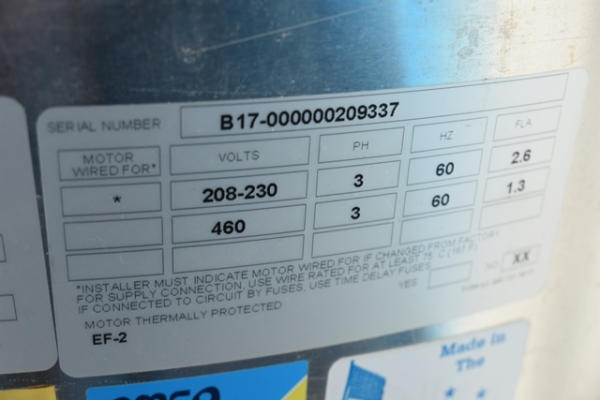 SERIAL NUMBER B17-000000209337
MOTOR WIRED FOR* VOLTS PH HZ FLA
* 208-230 3 60 2.6
460 3 60 1.3
*INSTALLER MUST INDICATE MOTOR WIRED FOR IF CHANGED FROM FACTORY
FOR SUPPLY CONNECTION, USE WIRE RATED FOR AT LEAST 75°C (167°F)
IF CONNECTED TO CIRCUIT BY FUSES, USE TIME DELAY FUSES
MOTOR THERMALLY PROTECTED YES NO XX
EF-2
Made in
The